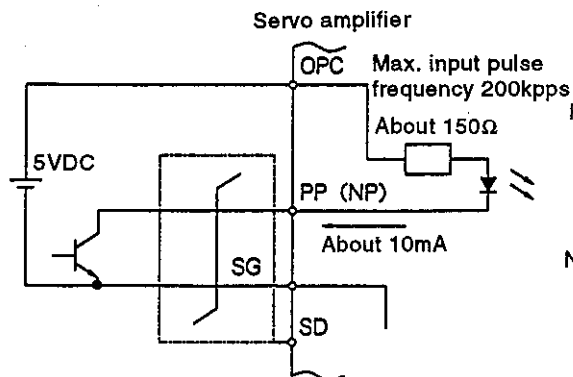 Servo amplifier
OPC
Max. input pulse
frequency 200kpps
About 150Ω
5VDC
PP (NP)
About 10mA
SG
SD
N